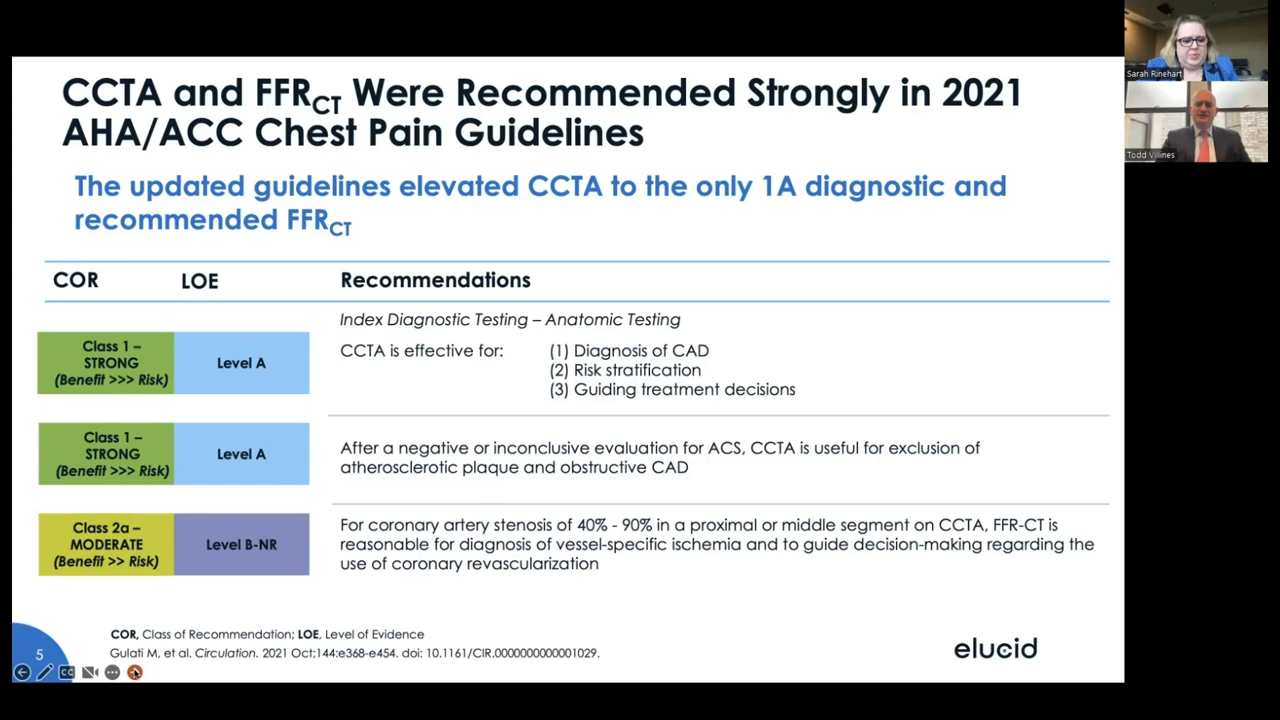 CCTA and FFRCT Were Recommended Strongly in 2021
AHA/ACC Chest Pain Guidelines
The updated guidelines elevated CCTA to the only 1A diagnostic and
recommended FFRCT
COR LOE Recommendations
Index Diagnostic Testing – Anatomic Testing
Class 1 –
STRONG
(Benefit >>> Risk)
Level A
CCTA is effective for: (1) Diagnosis of CAD
(2) Risk stratification
(3) Guiding treatment decisions
Class 1 –
STRONG
(Benefit >>> Risk)
Level A
After a negative or inconclusive evaluation for ACS, CCTA is useful for exclusion of
atherosclerotic plaque and obstructive CAD
Class 2a –
MODERATE
(Benefit >> Risk)
Level B-NR
For coronary artery stenosis of 40% - 90% in a proximal or middle segment on CCTA, FFR-CT is
reasonable for diagnosis of vessel-specific ischemia and to guide decision-making regarding the
use of coronary revascularization
COR, Class of Recommendation; LOE, Level of Evidence
Gulati M, et al. Circulation. 2021 Oct;144:e368-e454. doi: 10.1161/CIR.0000000000001029.
5
CC
elucid
Sarah Rinehart
Todd Villines